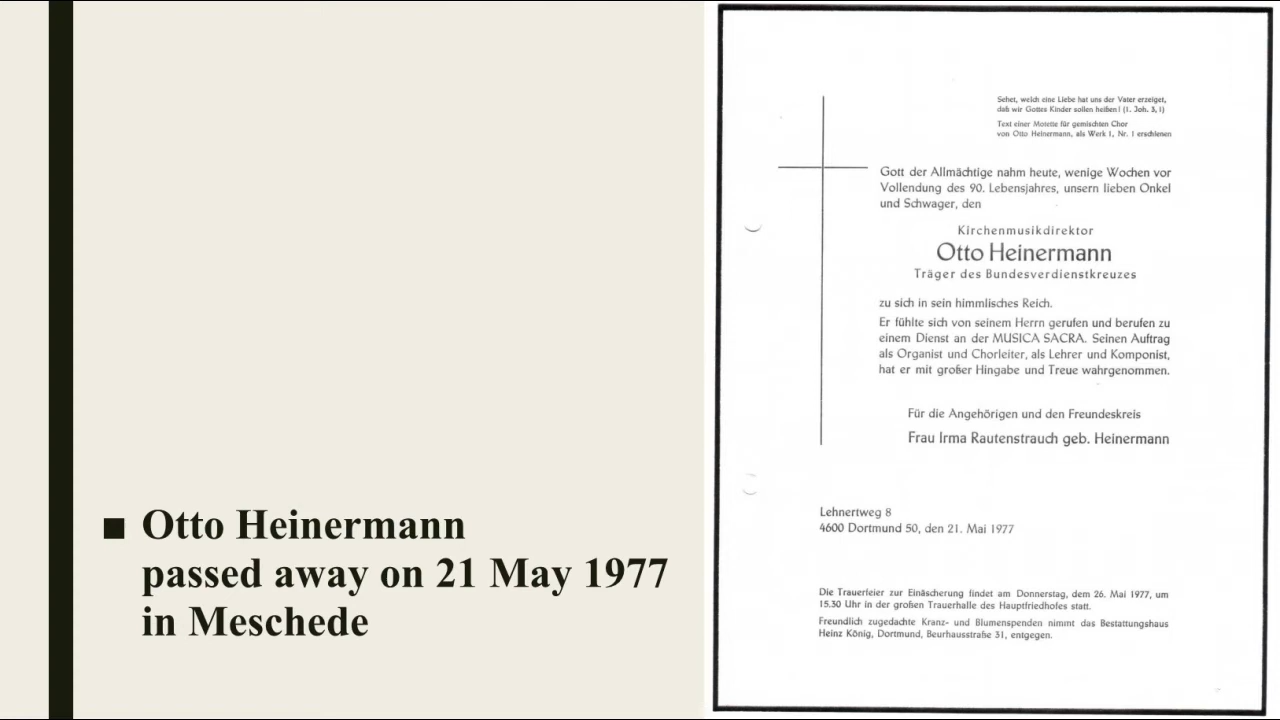 ■ Otto Heinermann
passed away on 21 May 1977
in Meschede
Sehet, welch eine Liebe hat uns der Vater erzeiget,
daß wir Gottes Kinder sollen heißen! (1. Joh. 3, 1)
Text einer Motette für gemischten Chor
von Otto Heinermann, als Werk 1, Nr. 1 erschienen
Gott der Allmächtige nahm heute, wenige Wochen vor
Vollendung des 90. Lebensjahres, unsern lieben Onkel
und Schwager, den
Kirchenmusikdirektor
Otto Heinermann
Träger des Bundesverdienstkreuzes
zu sich in sein himmlisches Reich.
Er fühlte sich von seinem Herrn gerufen und berufen zu
einem Dienst an der MUSICA SACRA. Seinen Auftrag
als Organist und Chorleiter, als Lehrer und Komponist,
hat er mit großer Hingabe und Treue wahrgenommen.
Für die Angehörigen und den Freundeskreis
Frau Irma Rautenstrauch geb. Heinermann
Lehnertweg 8
4600 Dortmund 50, den 21. Mai 1977
Die Trauerfeier zur Einäscherung findet am Donnerstag, dem 26. Mai 1977, um
15.30 Uhr in der großen Trauerhalle des Hauptfriedhofes statt.
Freundlich zugedachte Kranz- und Blumenspenden nimmt das Bestattungshaus
Heinz König, Dortmund, Beurhausstraße 31, entgegen.